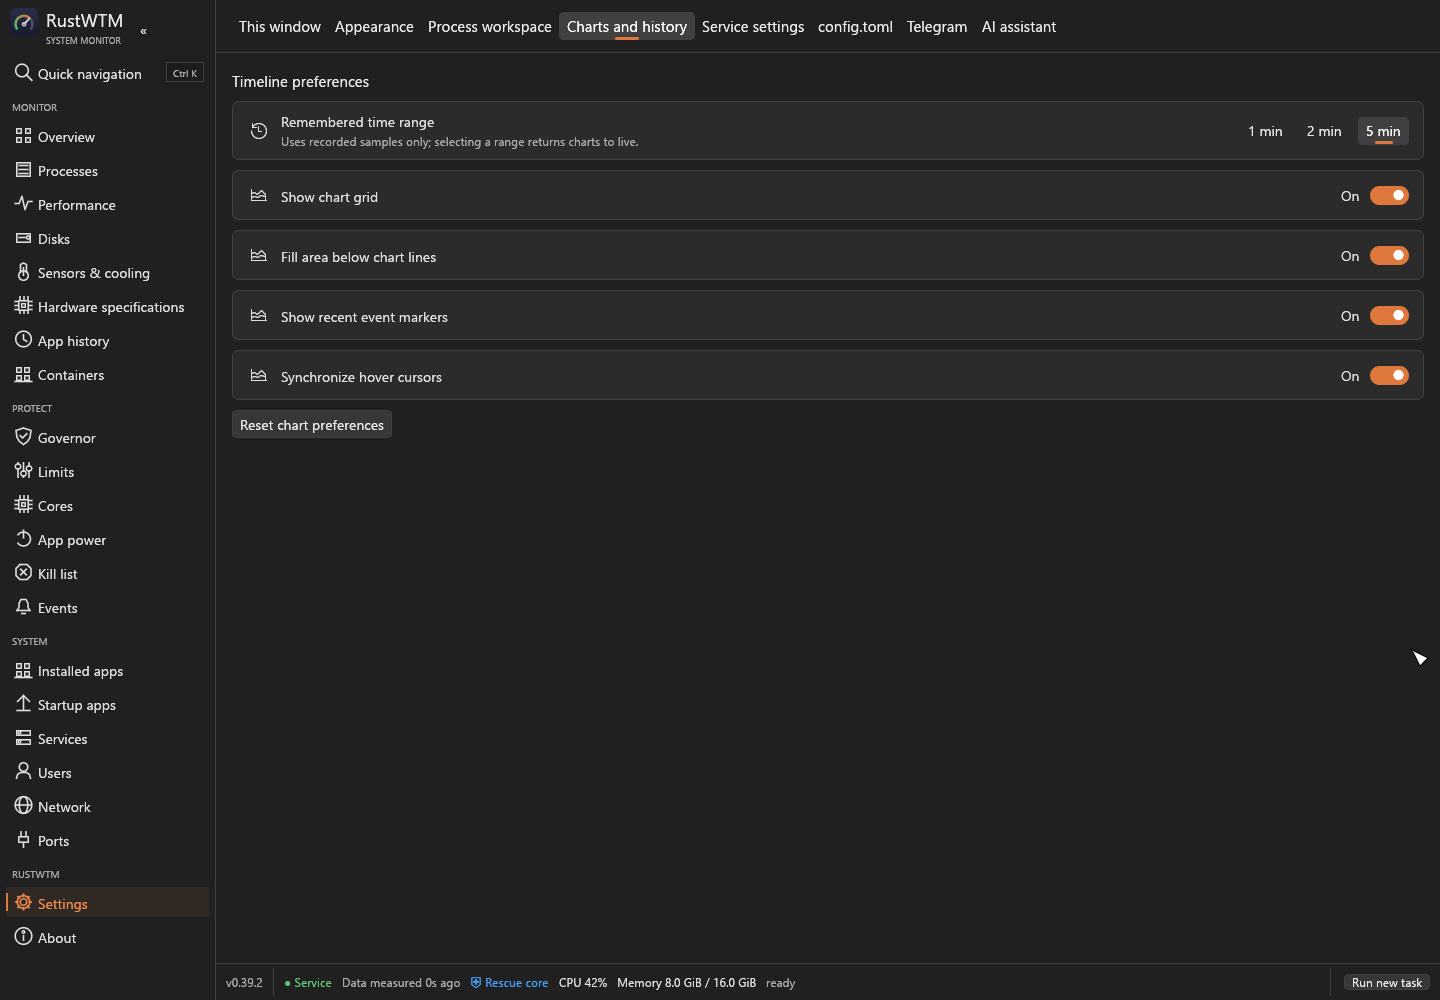 RustWTM
SYSTEM MONITOR
«
Quick navigation
Ctrl K
MONITOR
Overview
Processes
Performance
Disks
Sensors & cooling
Hardware specifications
App history
Containers
PROTECT
Governor
Limits
Cores
App power
Kill list
Events
SYSTEM
Installed apps
Startup apps
Services
Users
Network
Ports
RUSTWTM
Settings
About
This window Appearance Process workspace Charts and history Service settings config.toml Telegram AI assistant
Timeline preferences
Remembered time range
Uses recorded samples only; selecting a range returns charts to live.
1 min 2 min 5 min
Show chart grid On
Fill area below chart lines On
Show recent event markers On
Synchronize hover cursors On
Reset chart preferences
v0.39.2 Service Data measured 0s ago Rescue core CPU 42% Memory 8.0 GiB / 16.0 GiB ready Run new task